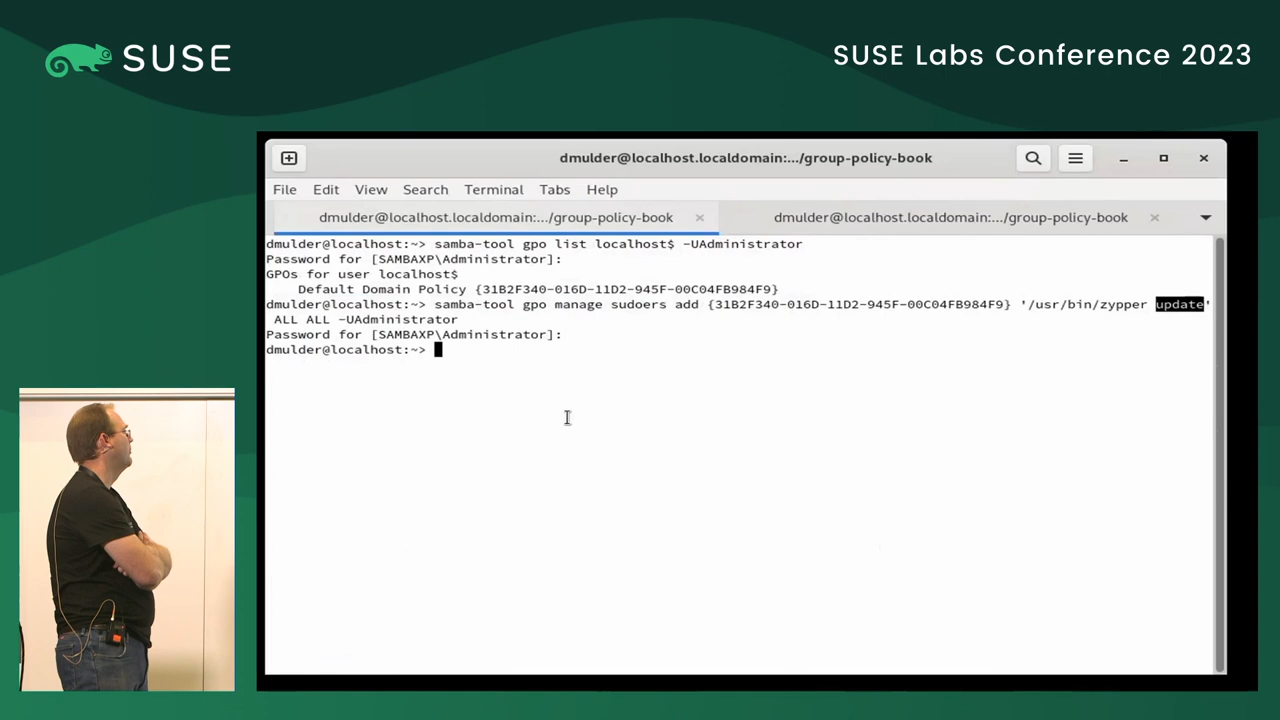 SUSE
SUSE Labs Conference 2023
dmulder@localhost.localdomain:.../group-policy-book
File Edit View Search Terminal Tabs Help
dmulder@localhost.localdomain:.../group-policy-book × dmulder@localhost.localdomain:.../group-policy-book ×
dmulder@localhost:~> samba-tool gpo list localhost$ -UAdministrator
Password for [SAMBAXP\Administrator]:
GPOs for user localhost$
    Default Domain Policy {31B2F340-016D-11D2-945F-00C04FB984F9}
dmulder@localhost:~> samba-tool gpo manage sudoers add {31B2F340-016D-11D2-945F-00C04FB984F9} '/usr/bin/zypper update'
 ALL ALL -UAdministrator
Password for [SAMBAXP\Administrator]:
dmulder@localhost:~>